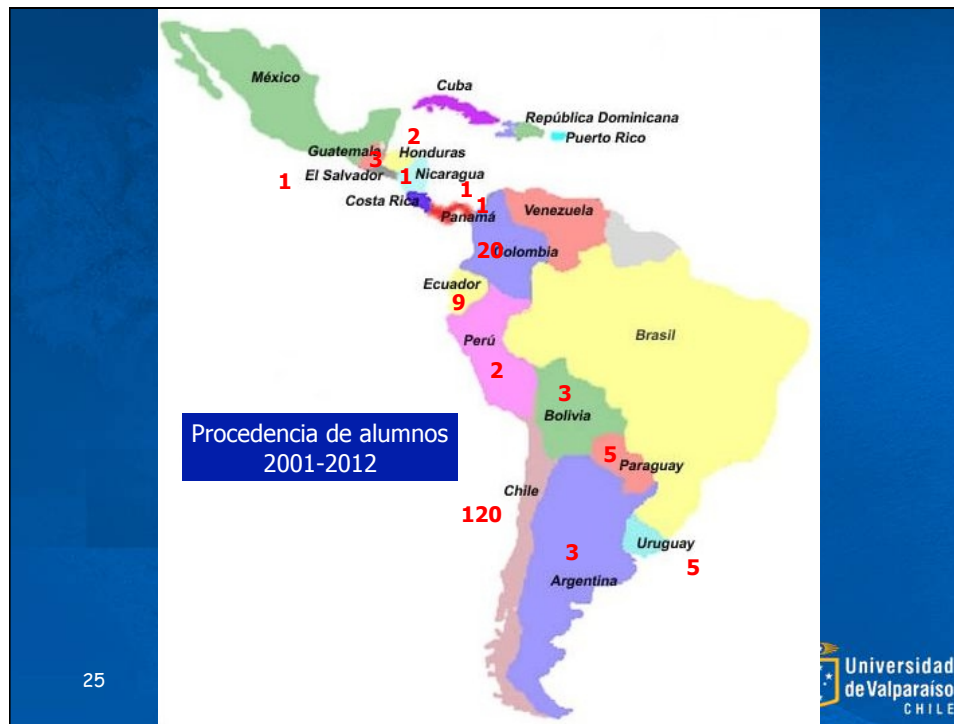 México
Cuba
República Dominicana
Puerto Rico
2
Guatemala
Honduras
3
El Salvador
1
Nicaragua
1
1
Costa Rica
1
Panamá
Venezuela
20
Colombia
Ecuador
9
Brasil
Perú
2
3
Bolivia
Procedencia de alumnos
2001-2012
5
Paraguay
Chile
120
Uruguay
3
5
Argentina
25
Universidad
de Valparaíso
CHILE